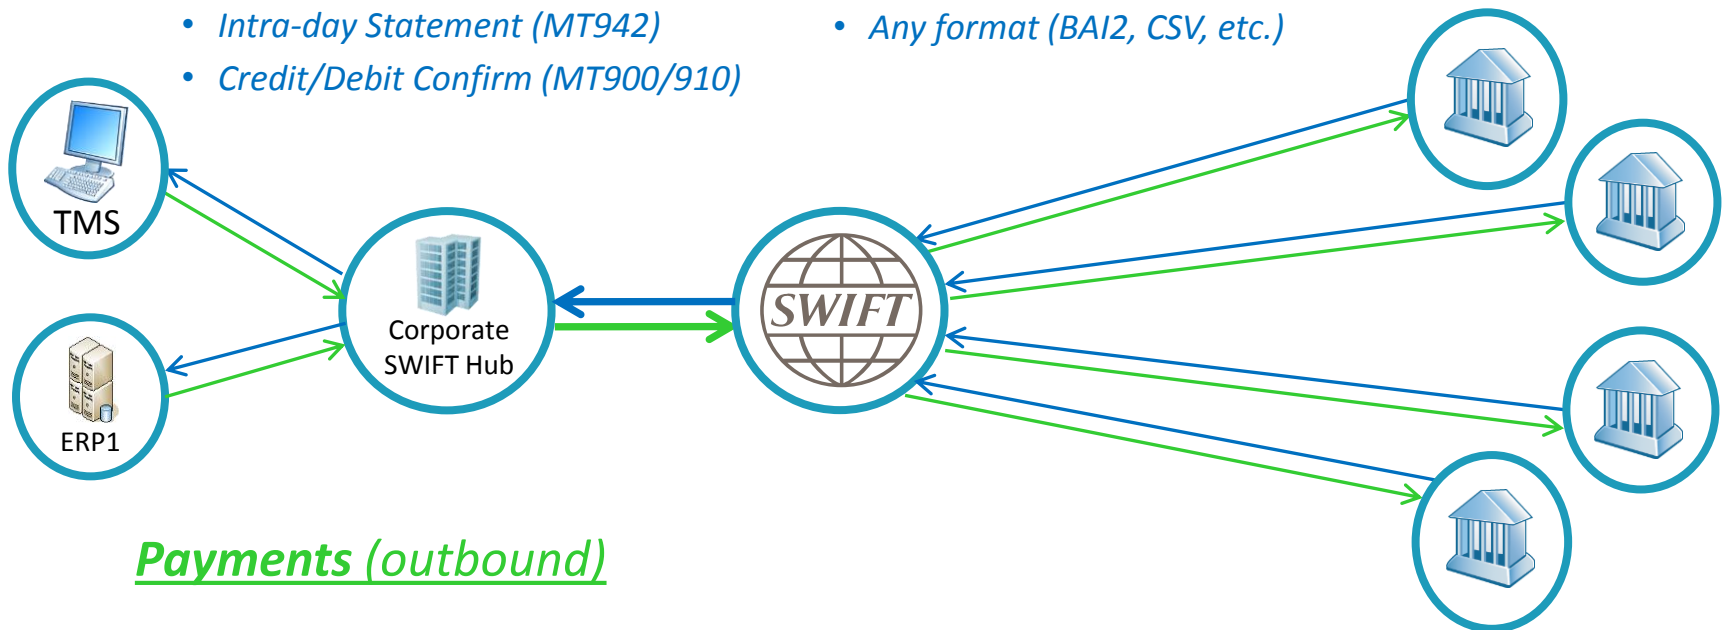 • Intra-day Statement (MT942)
• Credit/Debit Confirm (MT900/910)
• Any format (BAI2, CSV, etc.)
TMS
Corporate
SWIFT Hub
SWIFT
ERP1
Payments (outbound)